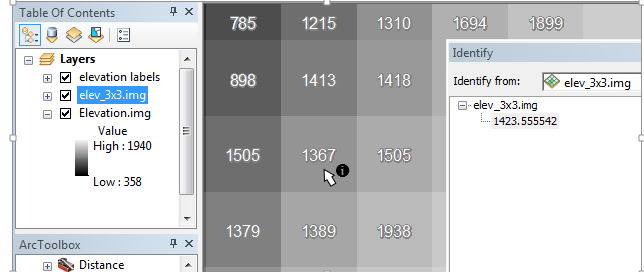 Table Of Contents
Layers
elevation labels
elev_3x3.img
Elevation.img
Value
High : 1940
Low : 358
ArcToolbox
Distance
785 1215 1310 1694 1899
898 1413 1418
1505 1367 1505
1379 1389 1938
Identify
Identify from: elev_3x3.img
elev_3x3.img
1423.555542